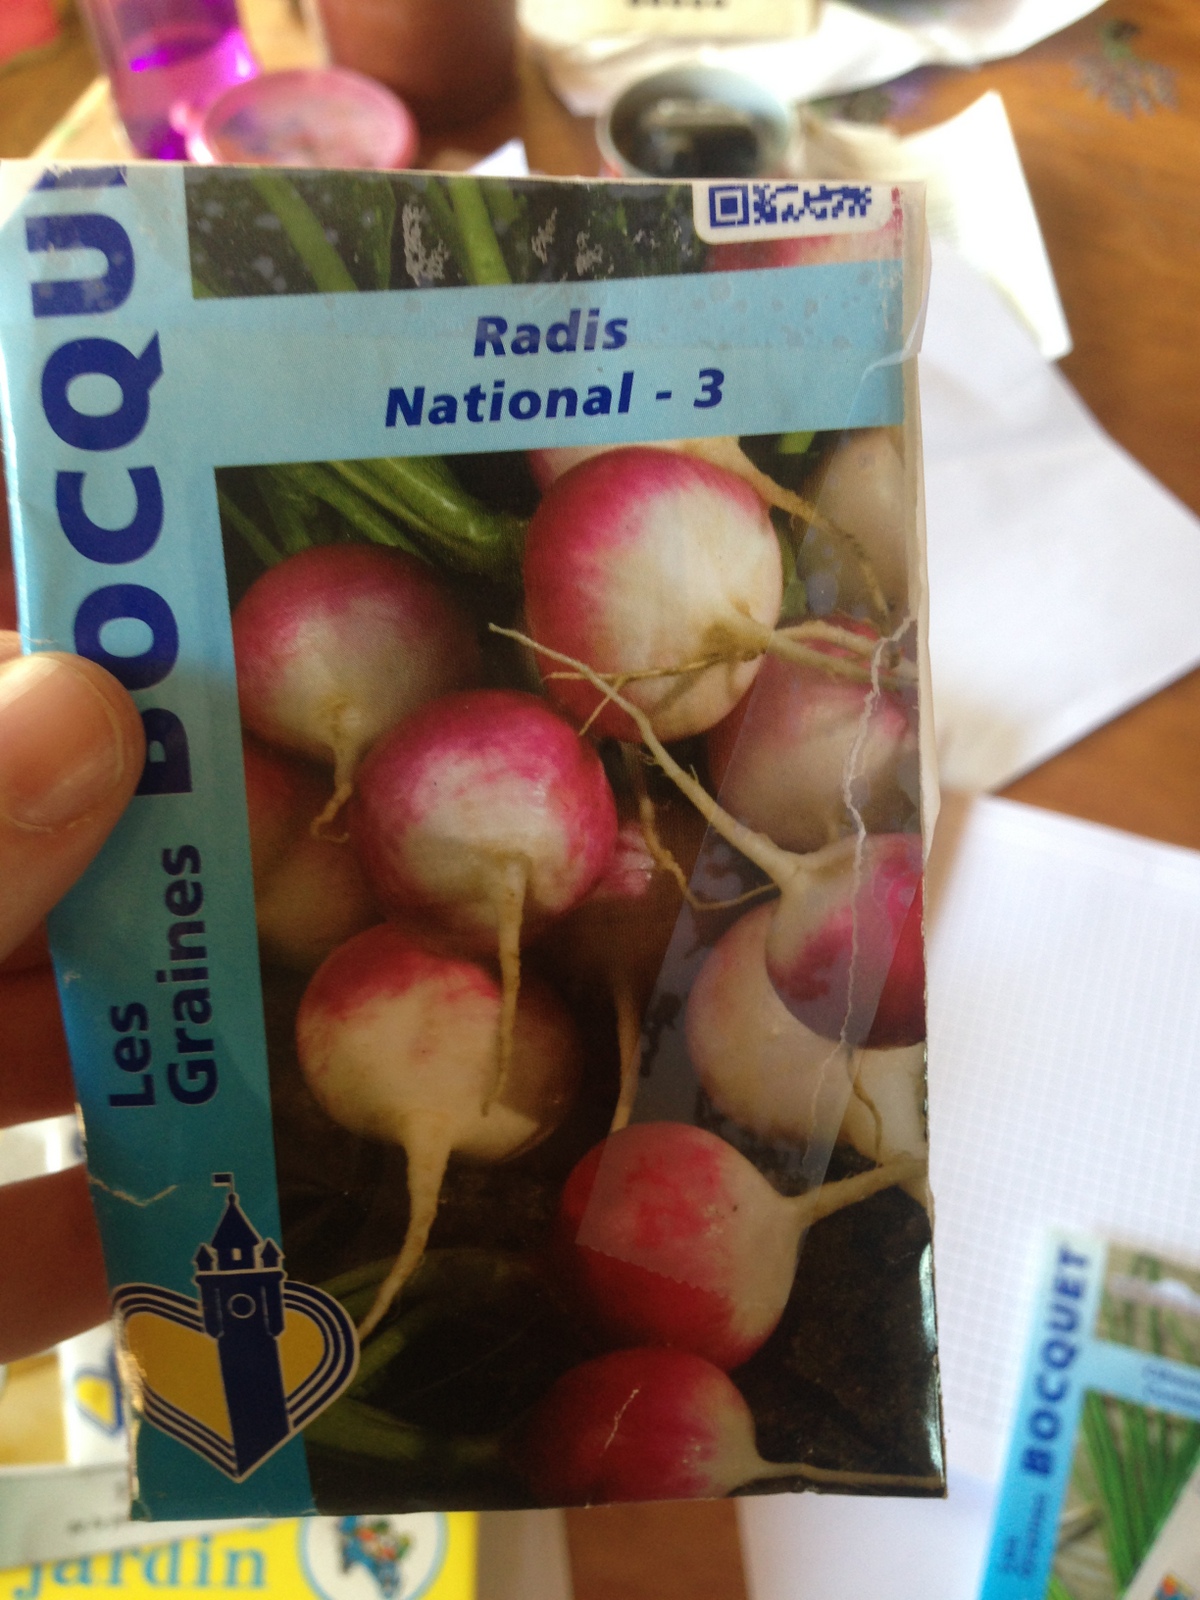 Radis
National - 3
Les
Graines BOCQU
BOCQUET
jardin